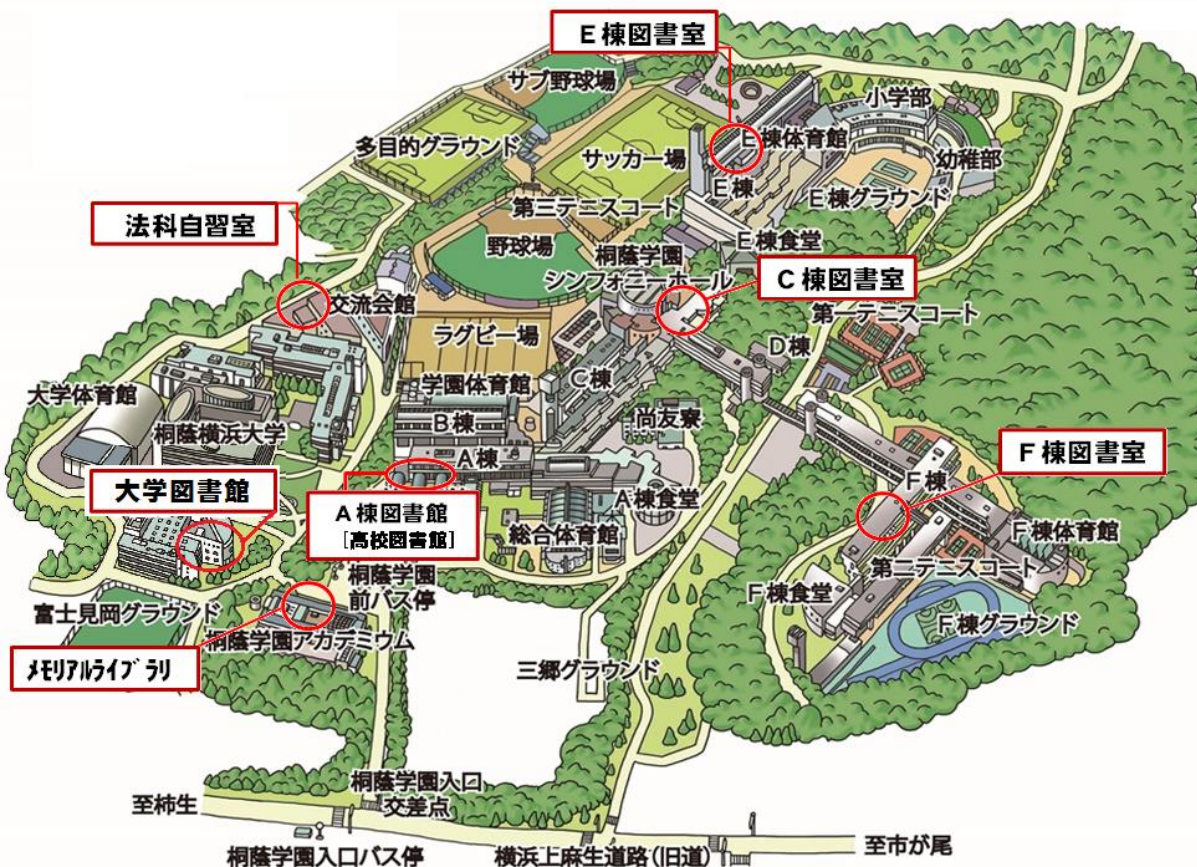 E棟図書室
サブ野球場
小学部
多目的グラウンド
サッカー場
E棟体育館
幼稚部
E棟
E棟グラウンド
法科自習室
第三テニスコート
野球場
桐蔭学園
シンフォニーホール
E棟食堂
C棟図書室
交流会館
第一テニスコート
ラグビー場
D棟
C棟
学園体育館
大学体育館
桐蔭横浜大学
B棟
尚友寮
A棟
F棟図書室
大学図書館
A棟図書館
[高校図書館]
A棟食堂
総合体育館
F棟
F棟体育館
第二テニスコート
桐蔭学園
前バス停
F棟食堂
F棟グラウンド
富士見岡グラウンド
桐蔭学園アカデミウム
メモリアルライブラリ
三郷グラウンド
桐蔭学園入口
交差点
至柿生
桐蔭学園入口バス停
横浜上麻生道路(旧道)
至市が尾